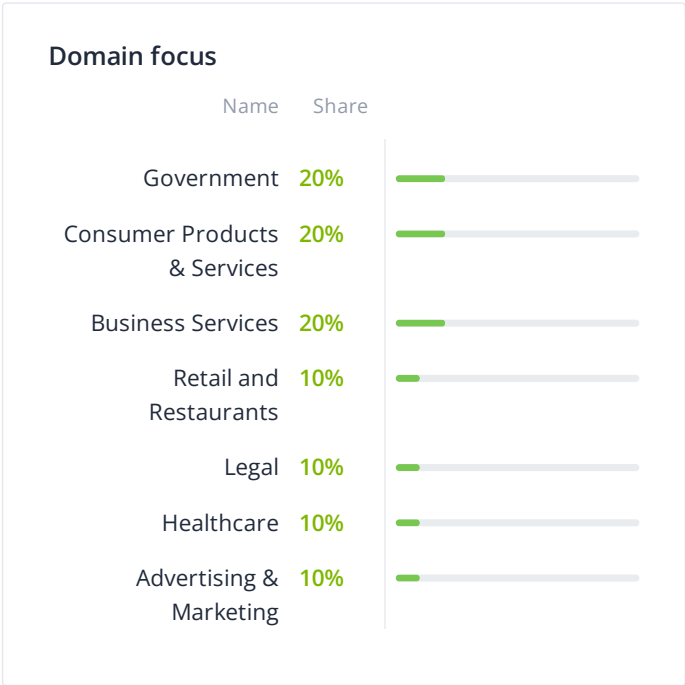 Domain focus
Name Share
Government 20%
Consumer Products 20%
& Services
Business Services 20%
Retail and 10%
Restaurants
Legal 10%
Healthcare 10%
Advertising & 10%
Marketing